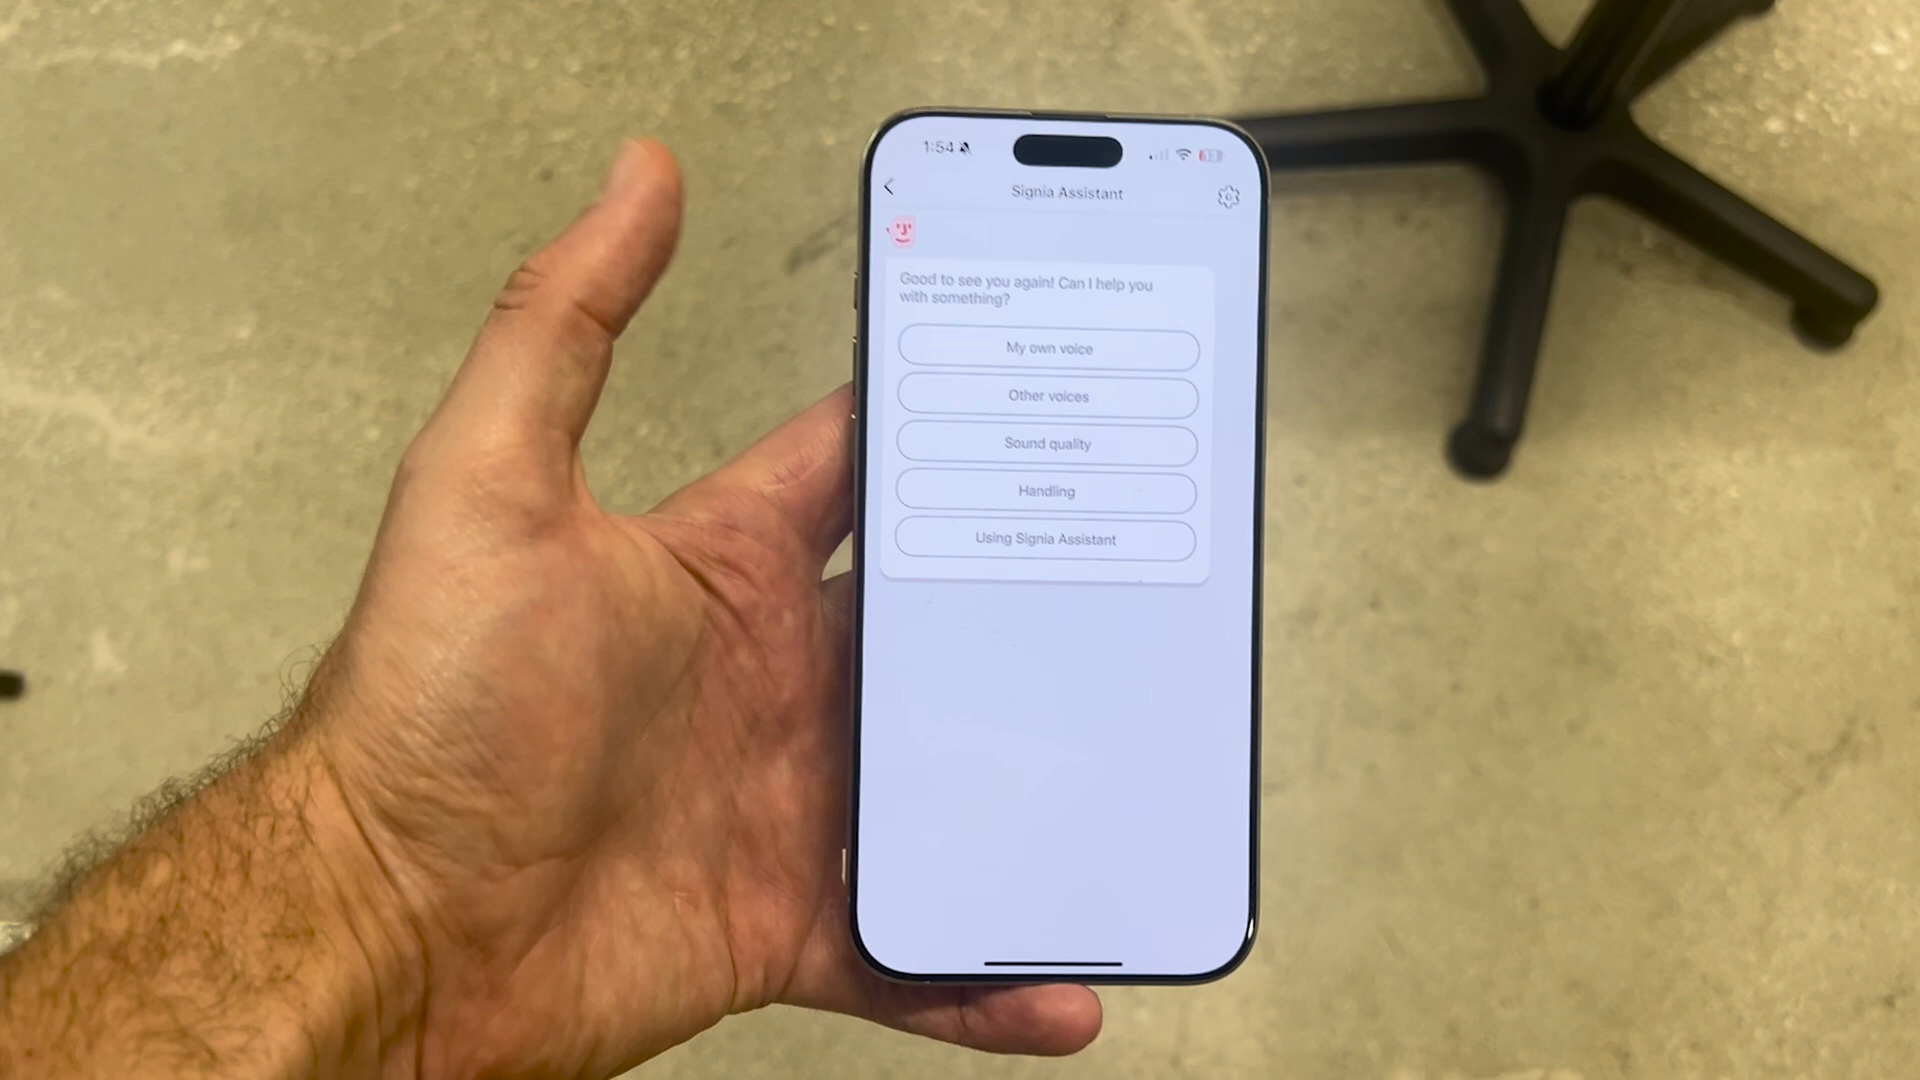 1:54
Signia Assistant
Good to see you again! Can I help you
with something?
My own voice
Other voices
Sound quality
Handling
Using Signia Assistant